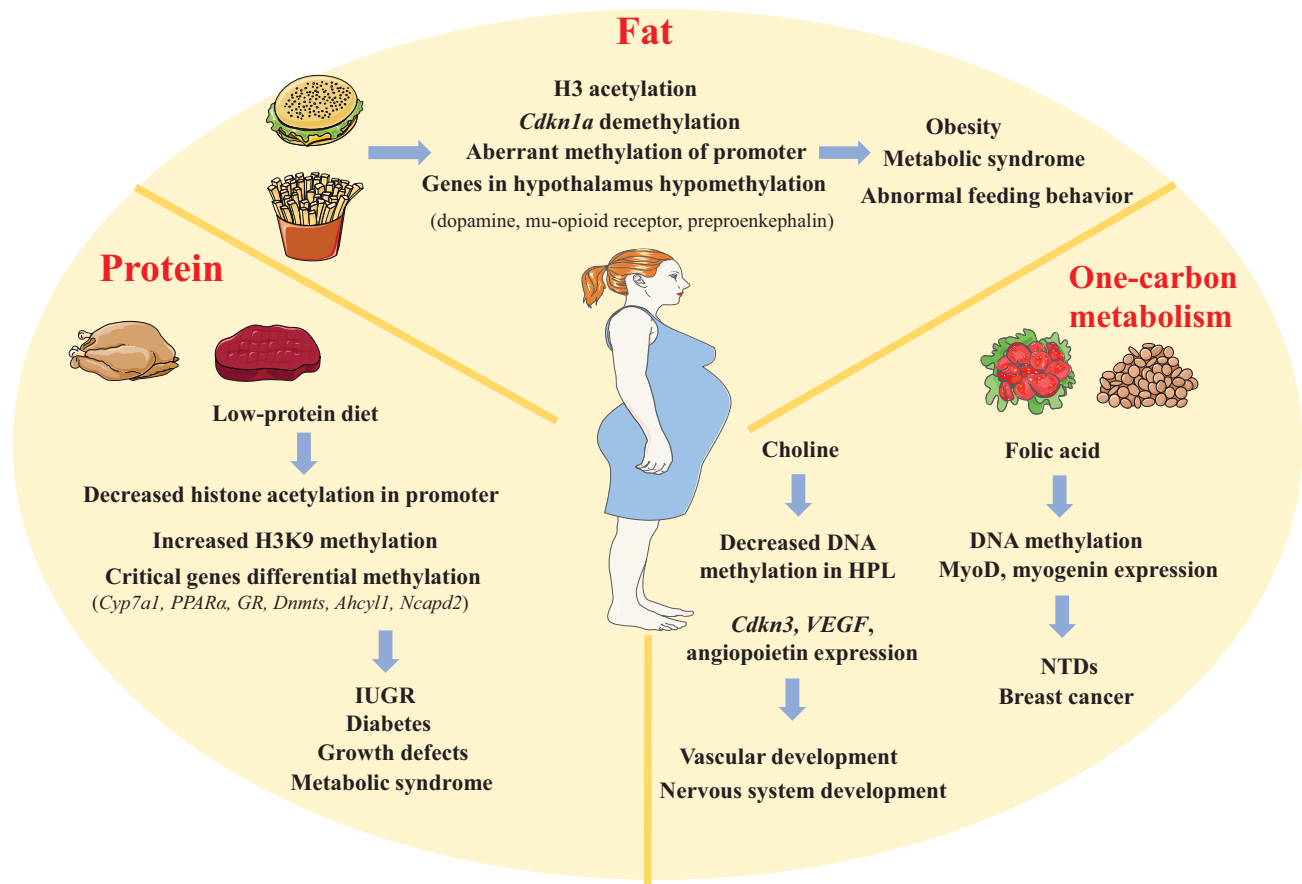 Fat
H3 acetylation
Cdkn1a demethylation
Aberrant methylation of promoter
Genes in hypothalamus hypomethylation
(dopamine, mu-opioid receptor, preproenkephalin)
Obesity
Metabolic syndrome
Abnormal feeding behavior
Protein
Low-protein diet
Decreased histone acetylation in promoter
Increased H3K9 methylation
Critical genes differential methylation
(Cyp7a1, PPARα, GR, Dnmts, Ahcyl1, Ncapd2)
IUGR
Diabetes
Growth defects
Metabolic syndrome
One-carbon
metabolism
Choline
Decreased DNA
methylation in HPL
Cdkn3, VEGF,
angiopoietin expression
Vascular development
Nervous system development
Folic acid
DNA methylation
MyoD, myogenin expression
NTDs
Breast cancer